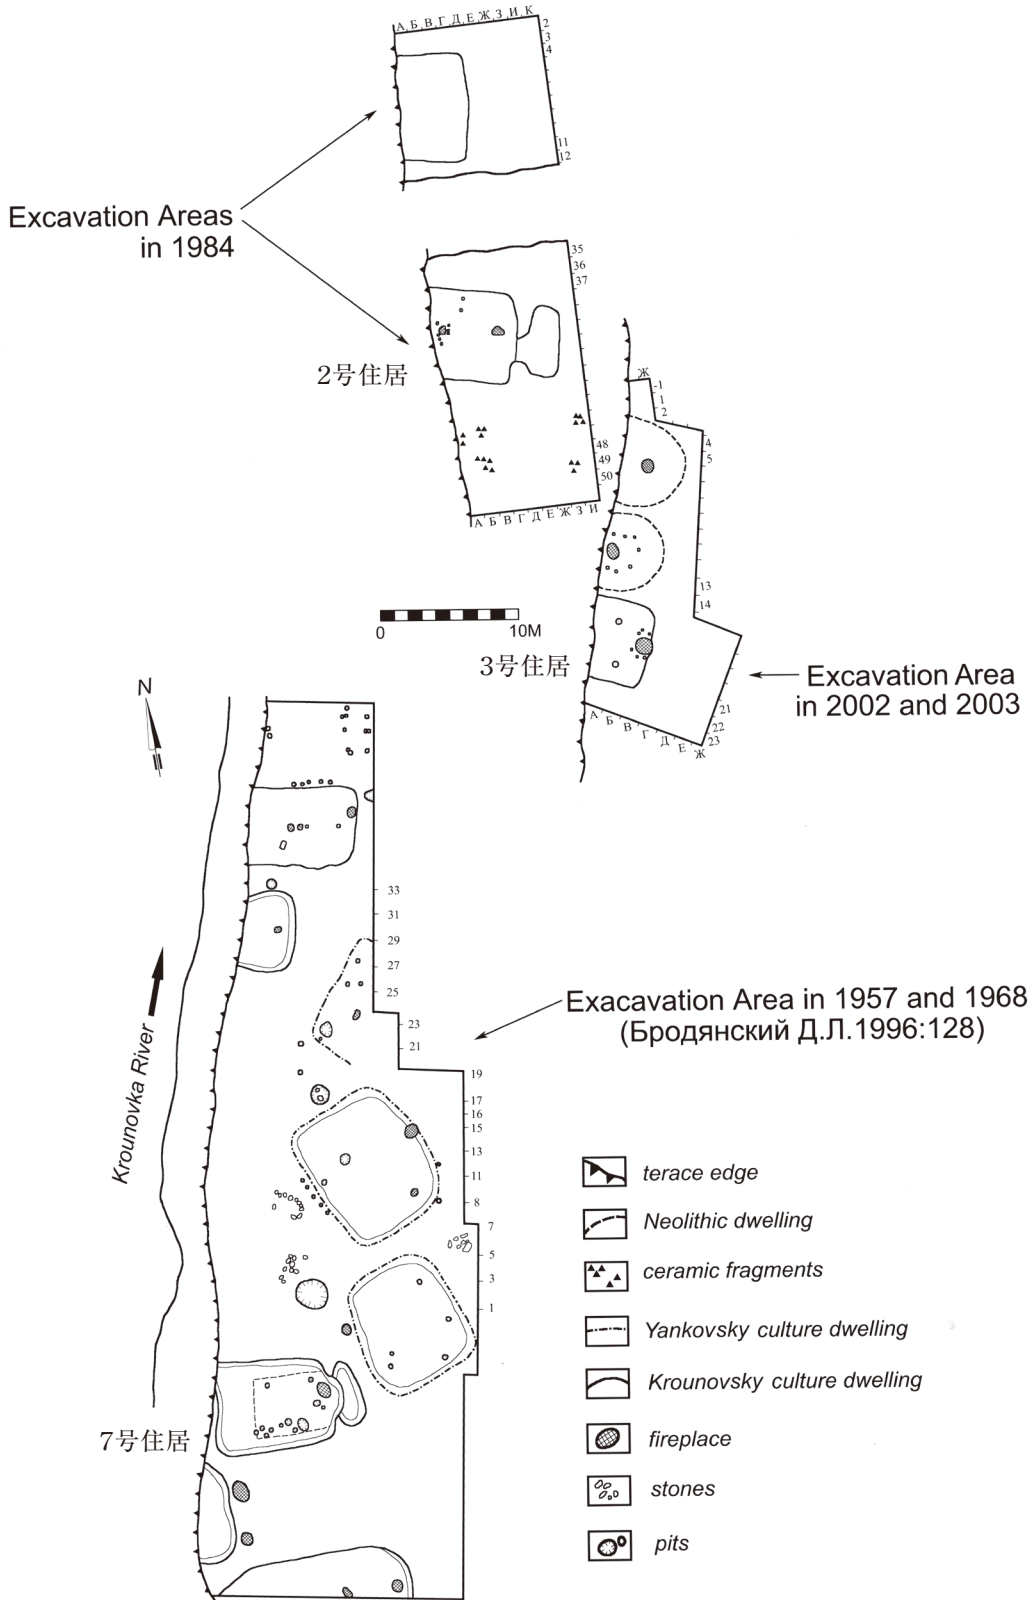 А Б В Г Д Е Ж З И К
2
3
4
11
12
Excavation Areas
in 1984
35
36
37
2号住居
48
49
50
А Б В Г Д Е Ж З И
Ж
-1
1
2
4
5
13
14
0 10M
3号住居
Excavation Area
in 2002 and 2003
21
22
23
А Б В Г Д Е Ж
N
33
31
29
27
25
23
21
19
17
16
15
13
11
8
7
5
3
1
Krounovka River
Exacavation Area in 1957 and 1968
(Бродянский Д.Л.1996:128)
7号住居
terace edge
Neolithic dwelling
ceramic fragments
Yankovsky culture dwelling
Krounovsky culture dwelling
fireplace
stones
pits